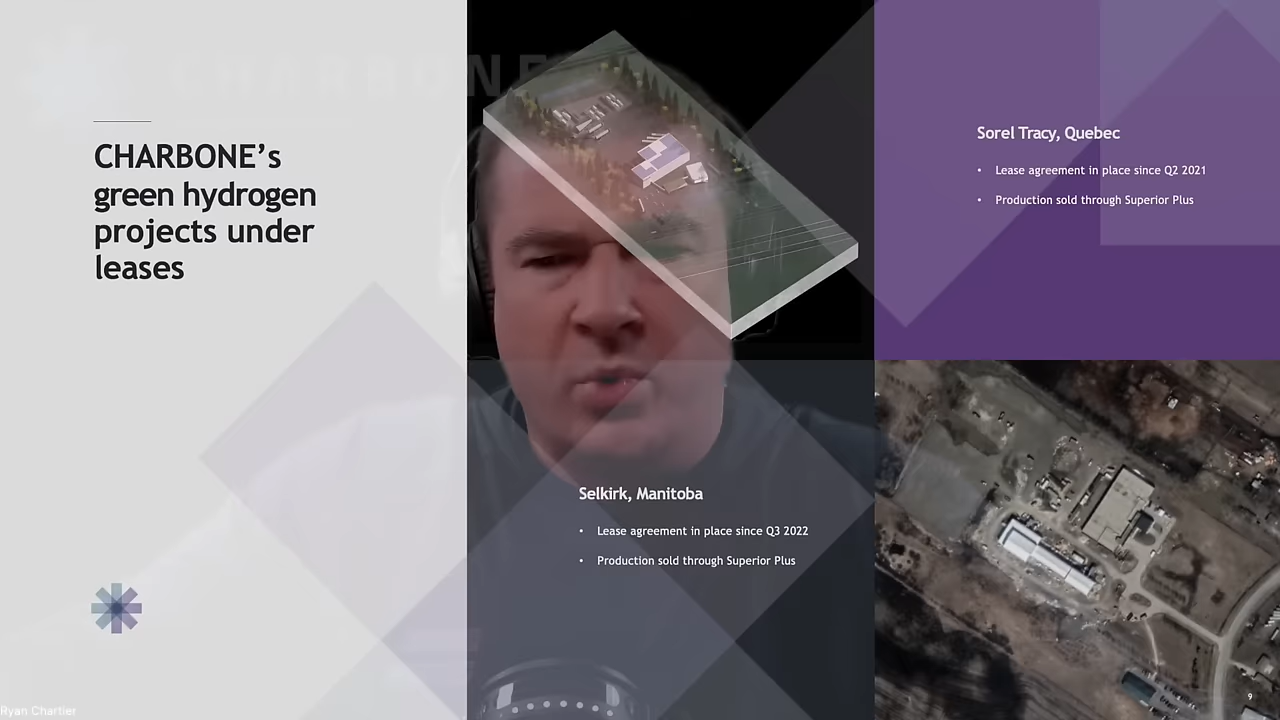 CHARBONE
CHARBONE's
green hydrogen
projects under
leases
Sorel Tracy, Quebec
• Lease agreement in place since Q2 2021
• Production sold through Superior Plus
Selkirk, Manitoba
• Lease agreement in place since Q3 2022
• Production sold through Superior Plus
Ryan Chartier
9